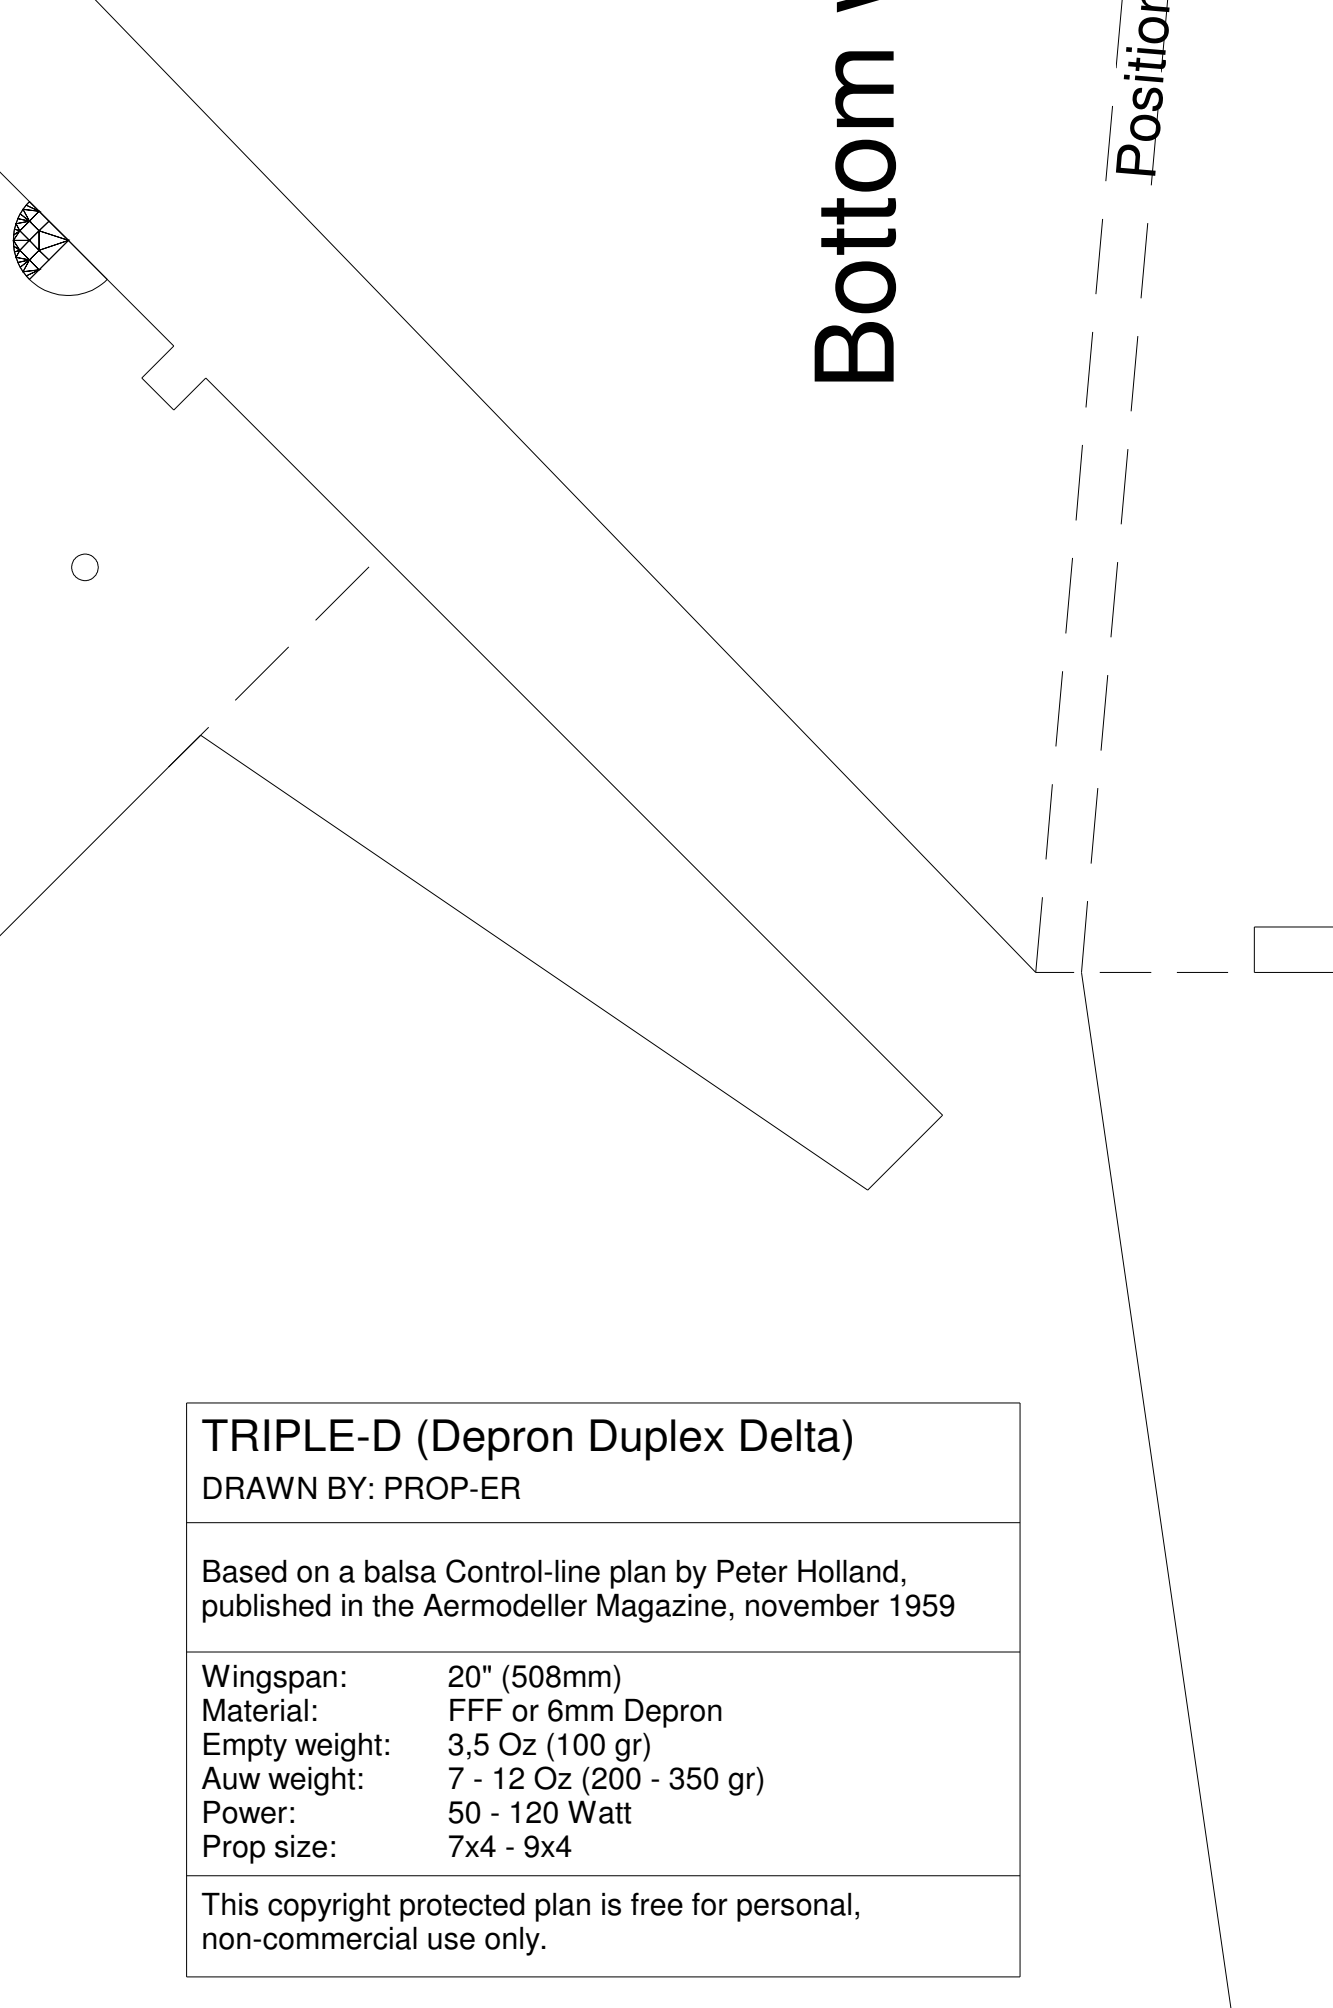 Bottom
Position
TRIPLE-D (Depron Duplex Delta)
DRAWN BY: PROP-ER
Based on a balsa Control-line plan by Peter Holland,
published in the Aermodeller Magazine, november 1959
Wingspan: 20" (508mm)
Material: FFF or 6mm Depron
Empty weight: 3,5 Oz (100 gr)
Auw weight: 7 - 12 Oz (200 - 350 gr)
Power: 50 - 120 Watt
Prop size: 7x4 - 9x4
This copyright protected plan is free for personal,
non-commercial use only.